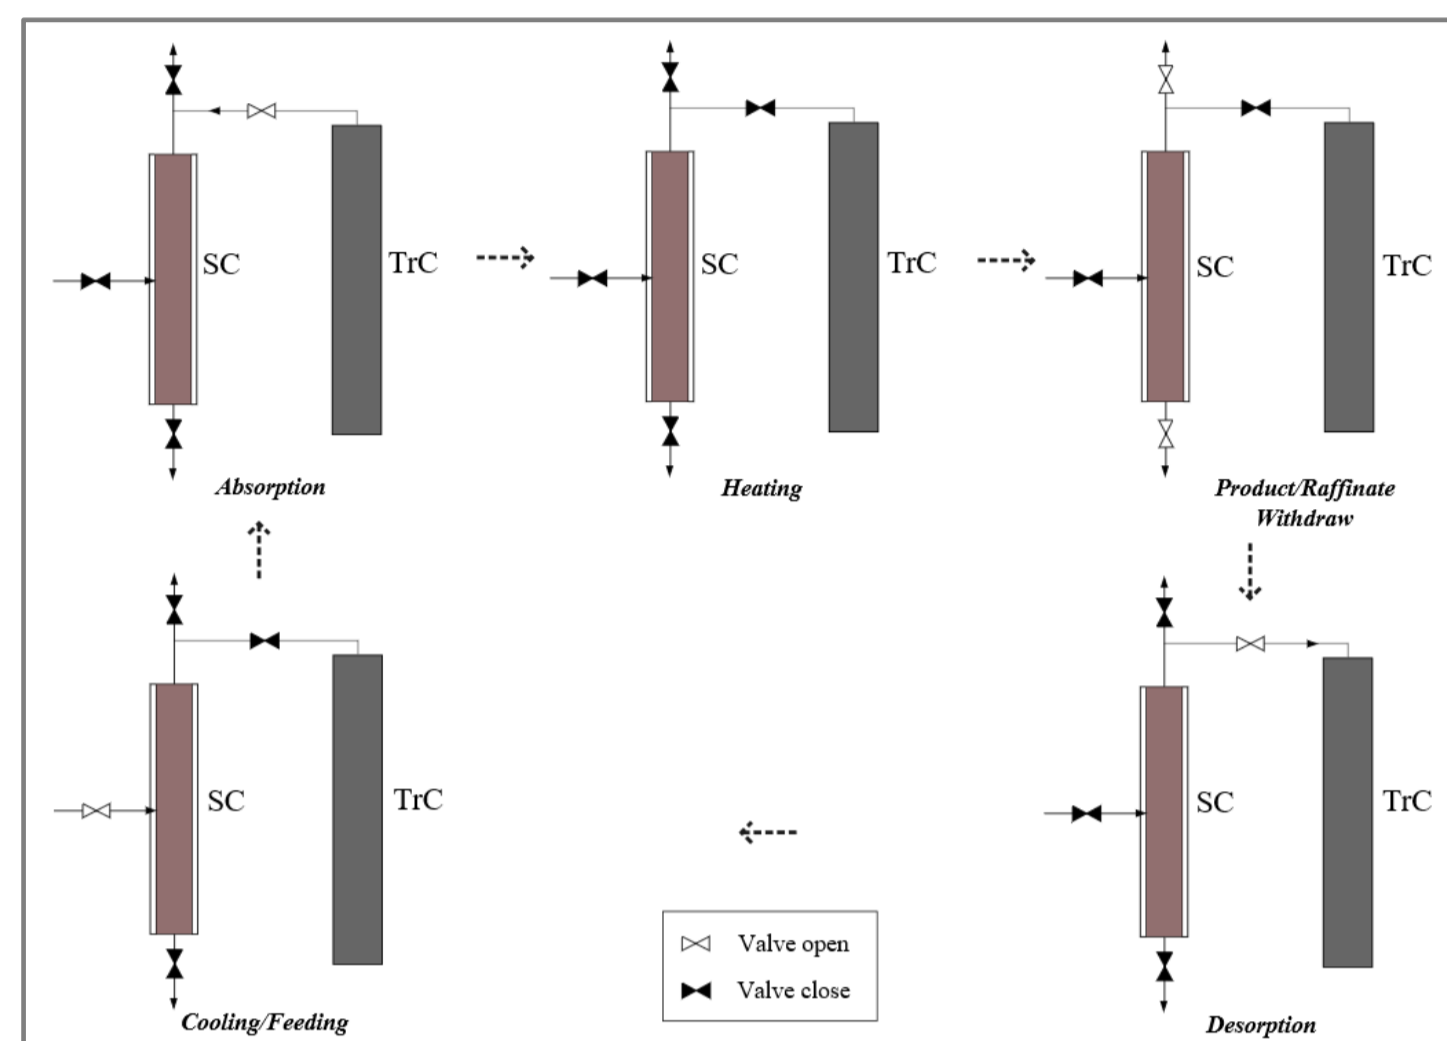 SC
TrC
SC
TrC
SC
TrC
Absorption
Heating
Product/Raffinate
Withdraw
SC
TrC
SC
TrC
Valve open
Valve close
Cooling/Feeding
Desorption